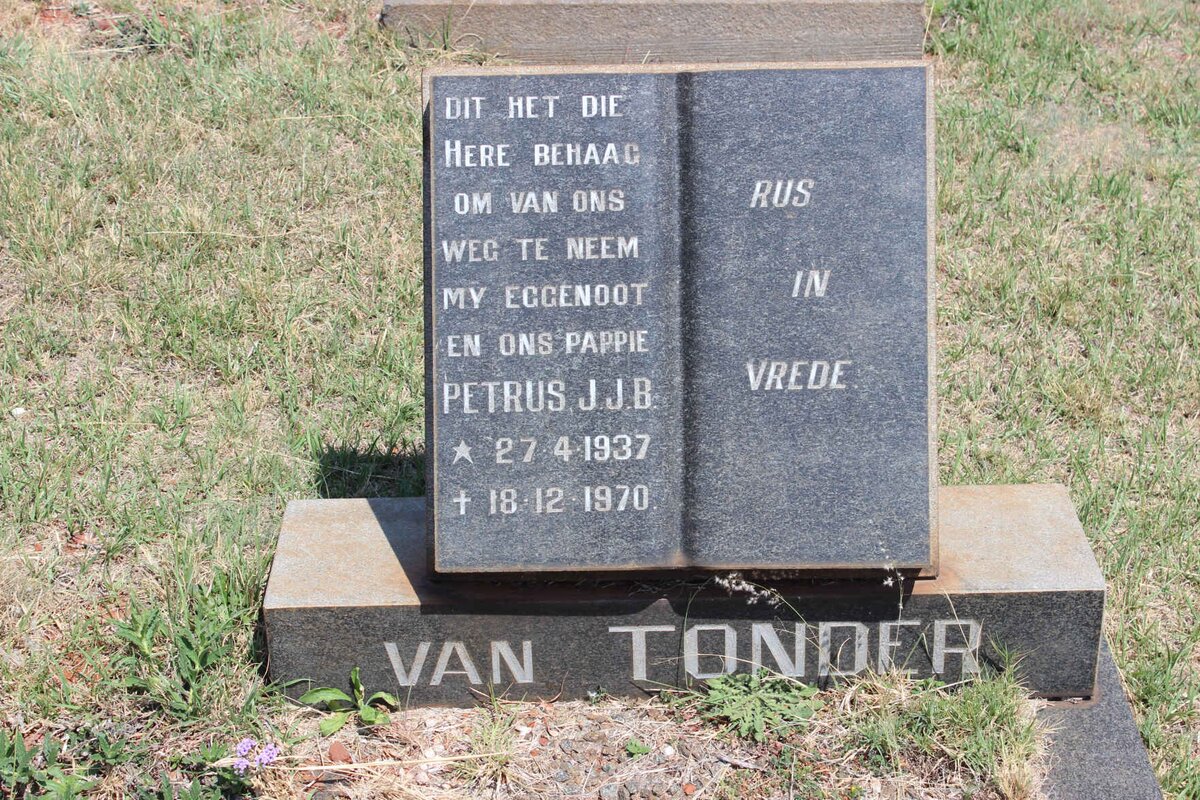 DIT HET DIE
HERE BEHAAG
OM VAN ONS
WEG TE NEEM
MY EGGENOOT
EN ONS PAPPIE
PETRUS J.J.B.
★ 27·4·1937
✝ 18·12·1970.
RUS
IN
VREDE.
VAN TONDER